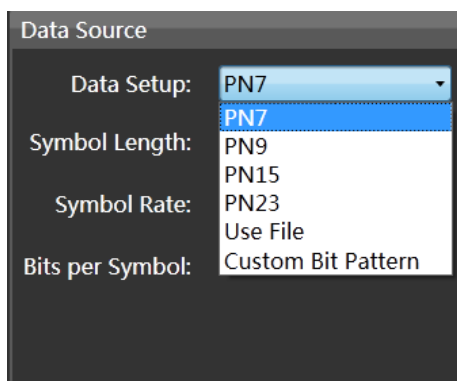 Data Source
Data Setup: PN7
PN7
Symbol Length: PN9
PN15
Symbol Rate: PN23
Use File
Bits per Symbol: Custom Bit Pattern